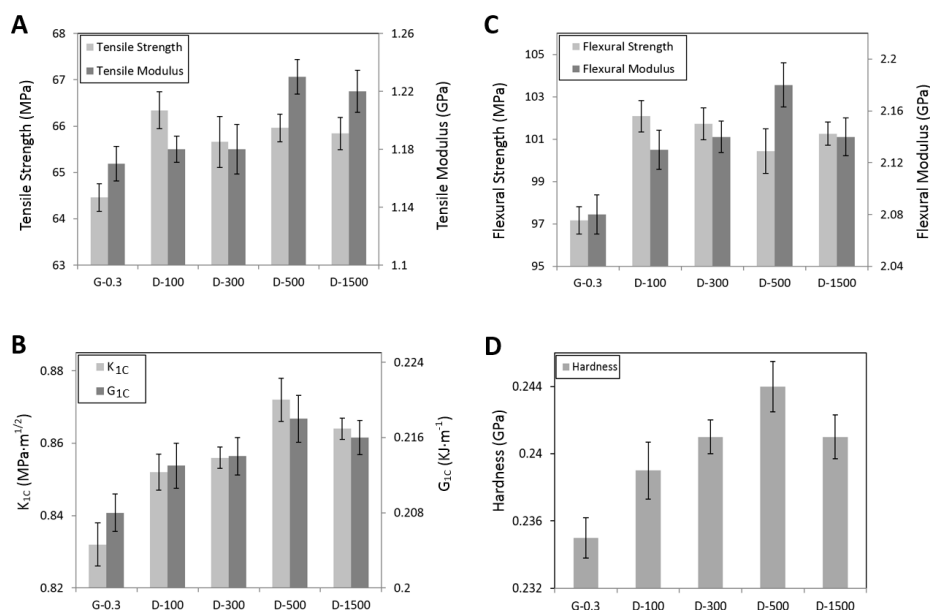 A
Tensile Strength
Tensile Modulus
68
67
66
65
64
63
Tensile Strength (MPa)
1.26
1.22
1.18
1.14
1.1
Tensile Modulus (GPa)
G-0.3 D-100 D-300 D-500 D-1500
C
Flexural Strength
Flexural Modulus
105
103
101
99
97
95
Flexural Strength (MPa)
2.2
2.16
2.12
2.08
2.04
Flexural Modulus (GPa)
G-0.3 D-100 D-300 D-500 D-1500
B
K1C
G1C
0.88
0.86
0.84
0.82
K1C (MPa·m1/2)
0.224
0.216
0.208
0.2
G1C (KJ·m-1)
G-0.3 D-100 D-300 D-500 D-1500
D
Hardness
0.244
0.24
0.236
0.232
Hardness (GPa)
G-0.3 D-100 D-300 D-500 D-1500